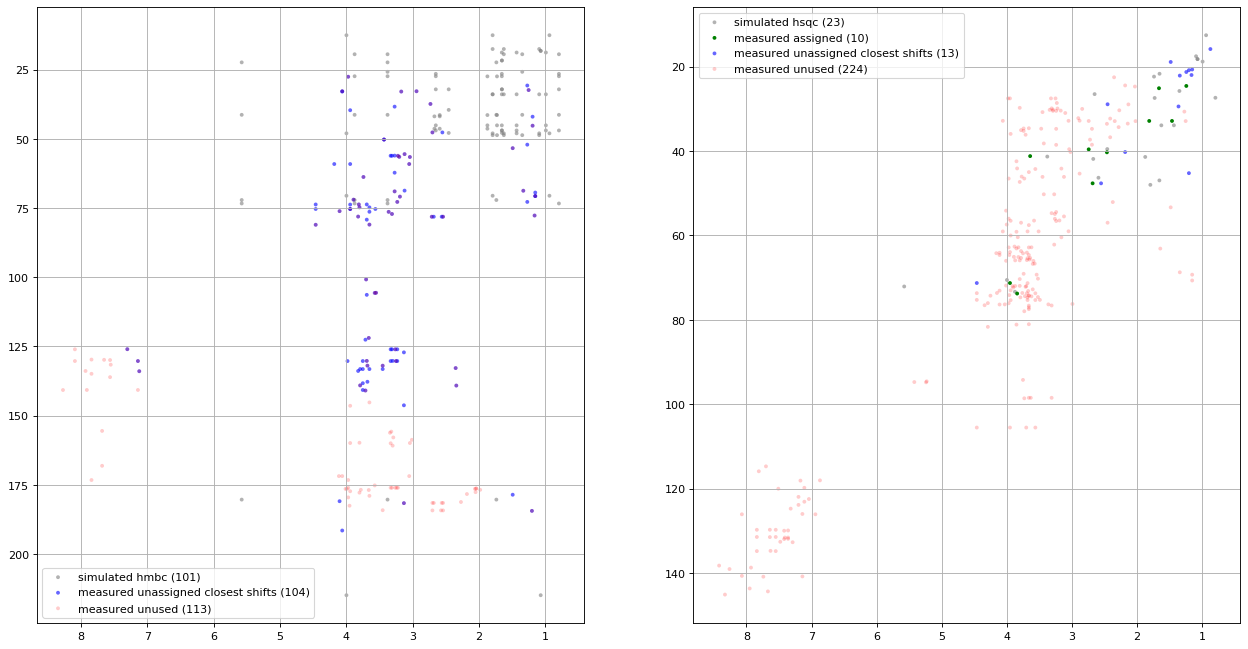 25
50
75
100
125
150
175
200
8 7 6 5 4 3 2 1
simulated hmbc (101)
measured unassigned closest shifts (104)
measured unused (113)
simulated hsqc (23)
measured assigned (10)
measured unassigned closest shifts (13)
measured unused (224)
20
40
60
80
100
120
140
8 7 6 5 4 3 2 1